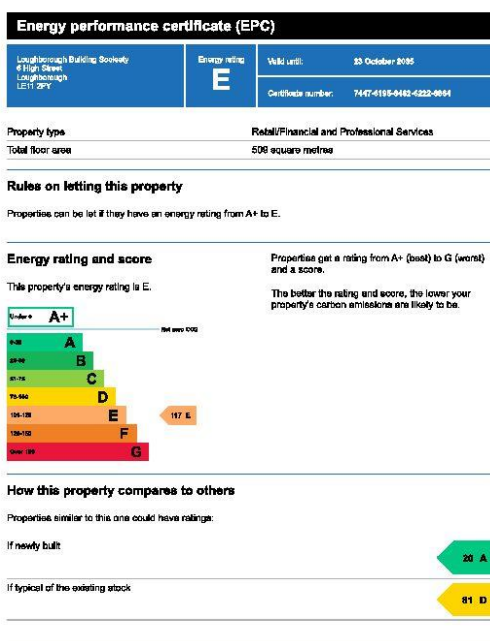 Energy performance certificate (EPC)
Loughborough Building Society
6 High Street
Loughborough
LE11 2PY
Energy rating
E
Valid until:
23 October 2035
Certificate number:
Property type
Retail/Financial and Professional Services
Total floor area
509 square metres
Rules on letting this property
Properties can be let if they have an energy rating from A+ to E.
Energy rating and score
This property's energy rating is E.
Properties get a rating from A+ (best) to G (worst)
and a score.
The better the rating and score, the lower your
property's carbon emissions are likely to be.
Under 0 A+
Net zero CO2
0-25 A
26-50 B
51-75 C
76-100 D
101-125 E
117 E
126-150 F
Over 150 G
How this property compares to others
Properties similar to this one could have ratings:
If newly built
20 A
If typical of the existing stock
81 D